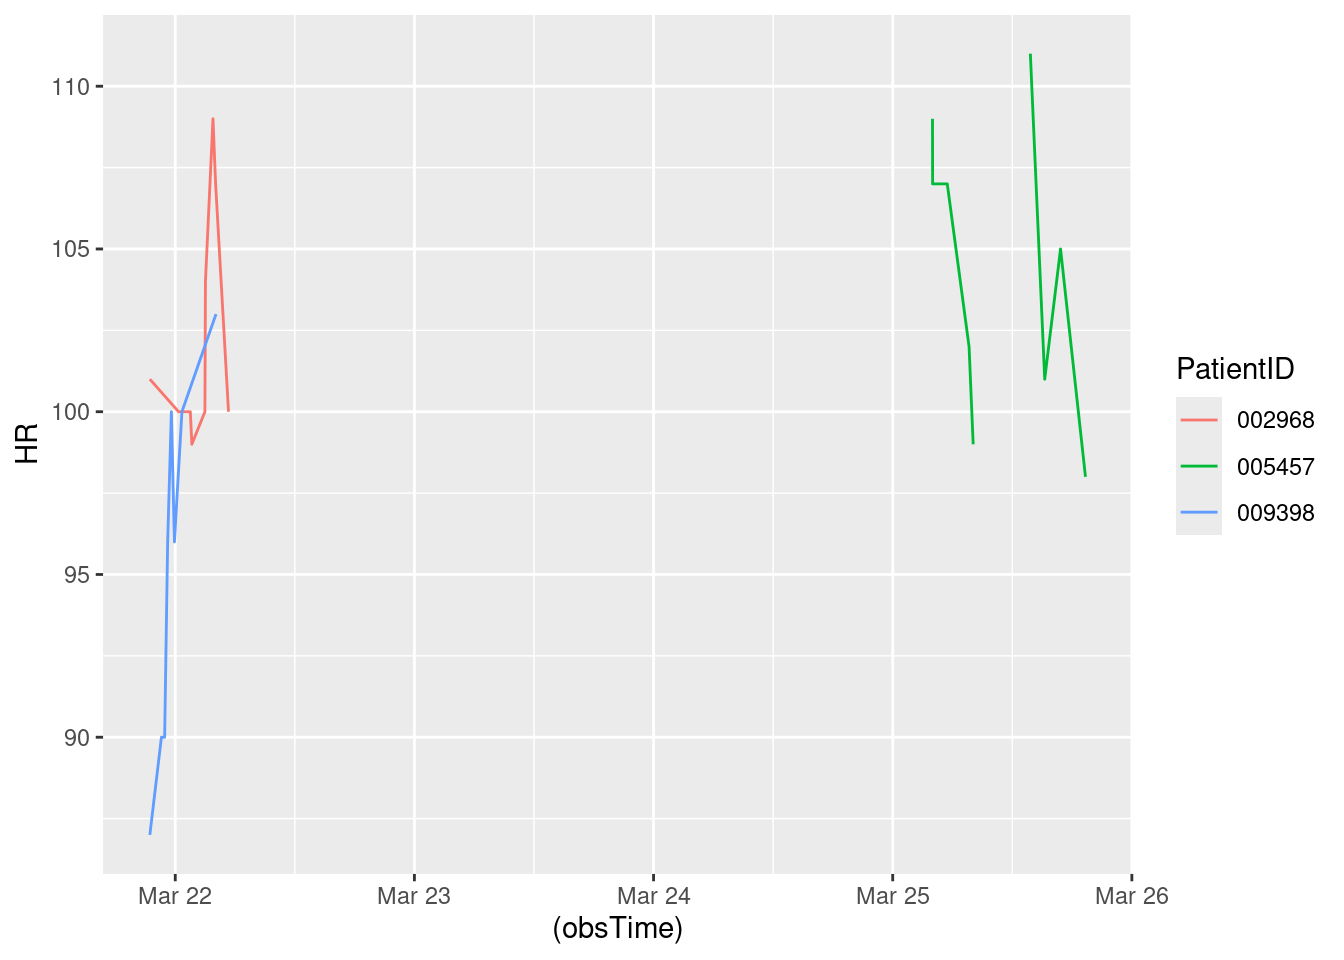 110
105
100
95
90
HR
Mar 22
Mar 23
Mar 24
Mar 25
Mar 26
(obsTime)
PatientID
002968
005457
009398